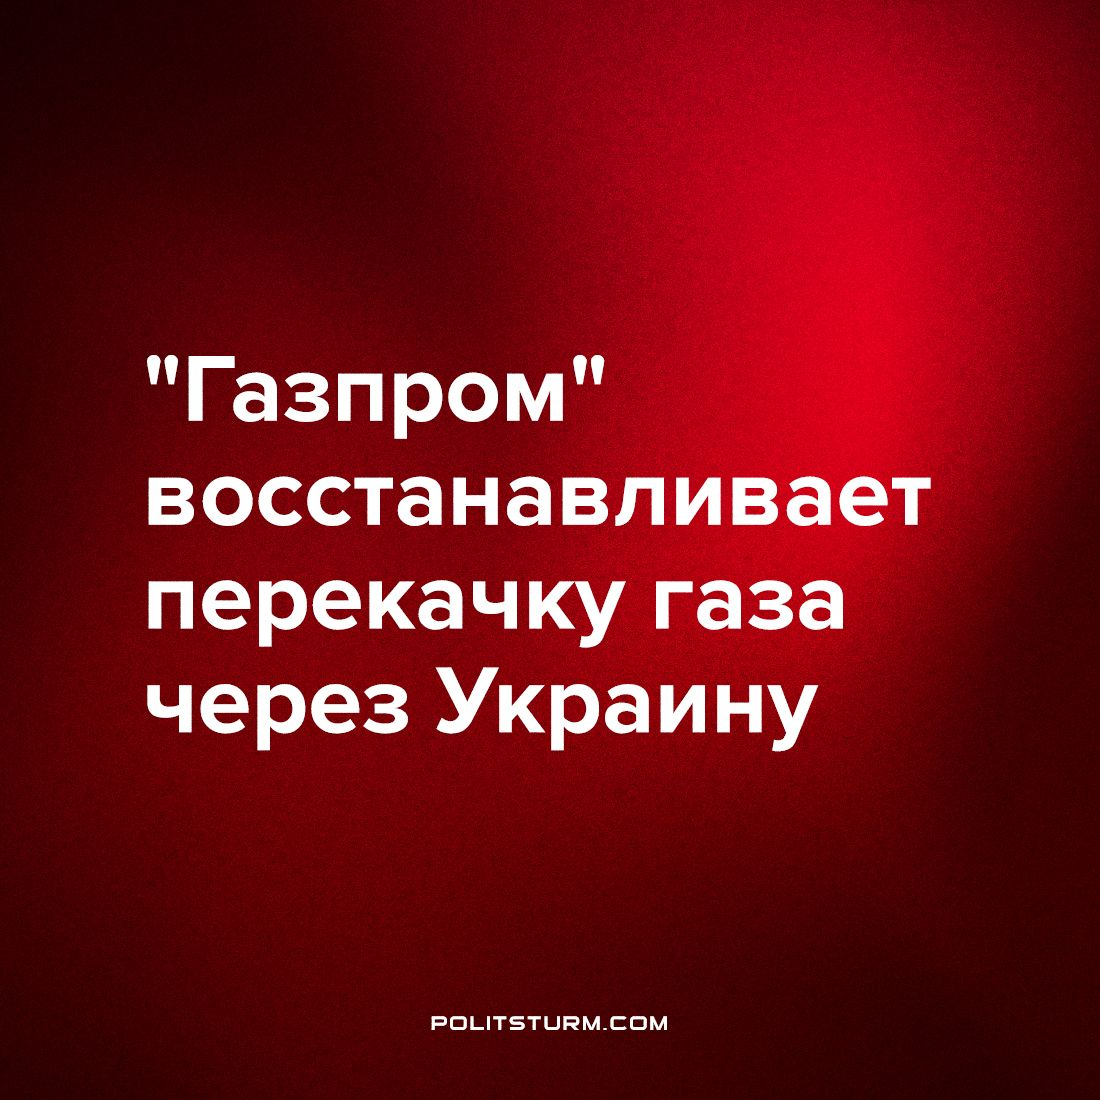 "Газпром"
восстанавливает
перекачку газа
через Украину
POLITSTURM.COM